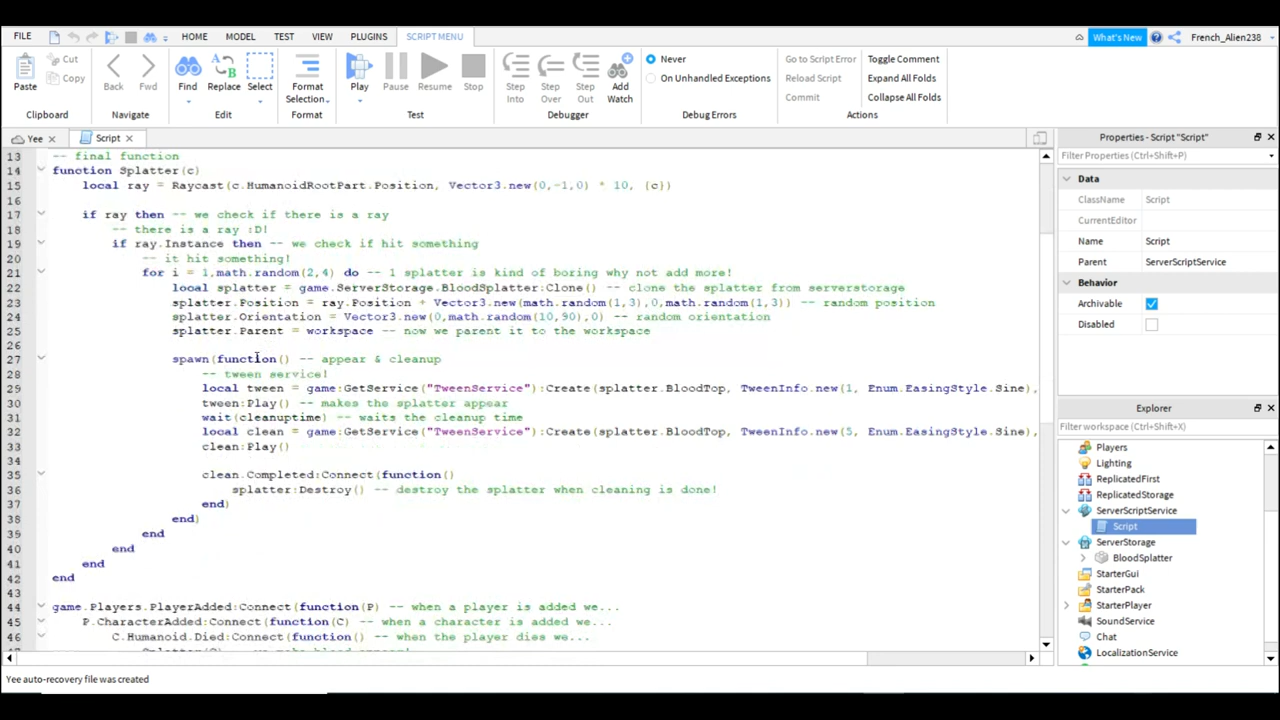 FILE HOME MODEL TEST VIEW PLUGINS SCRIPT MENU What's New French_Alien238
Paste Cut Copy Back Fwd Find Replace Select Format Selection Play Pause Resume Stop Step Into Step Over Step Out Add Watch Never On Unhandled Exceptions Go to Script Error Reload Script Commit Toggle Comment Expand All Folds Collapse All Folds
Clipboard Navigate Edit Format Test Debugger Debug Errors Actions
Yee Script
13 -- final function
14 function Splatter(c)
15 local ray = Raycast(c.HumanoidRootPart.Position, Vector3.new(0,-1,0) * 10, {c})
16
17 if ray then -- we check if there is a ray
18 -- there is a ray :D!
19 if ray.Instance then -- we check if hit something
20 -- it hit something!
21 for i = 1,math.random(2,4) do -- 1 splatter is kind of boring why not add more!
22 local splatter = game.ServerStorage.BloodSplatter:Clone() -- clone the splatter from serverstorage
23 splatter.Position = ray.Position + Vector3.new(math.random(1,3),0,math.random(1,3)) -- random position
24 splatter.Orientation = Vector3.new(0,math.random(10,90),0) -- random orientation
25 splatter.Parent = workspace -- now we parent it to the workspace
26
27 spawn(function() -- appear & cleanup
28 -- tween service!
29 local tween = game:GetService("TweenService"):Create(splatter.BloodTop, TweenInfo.new(1, Enum.EasingStyle.Sine),
30 tween:Play() -- makes the splatter appear
31 wait(cleanuptime) -- waits the cleanup time
32 local clean = game:GetService("TweenService"):Create(splatter.BloodTop, TweenInfo.new(5, Enum.EasingStyle.Sine),
33 clean:Play()
34
35 clean.Completed:Connect(function()
36 splatter:Destroy() -- destroy the splatter when cleaning is done!
37 end)
38 end)
39 end
40 end
41 end
42 end
43
44 game.Players.PlayerAdded:Connect(function(P) -- when a player is added we...
45 P.CharacterAdded:Connect(function(C) -- when a character is added we...
46 C.Humanoid.Died:Connect(function() -- when the player dies we...
Yee auto-recovery file was created
Properties - Script "Script"
Filter Properties (Ctrl+Shift+P)
Data
ClassName Script
CurrentEditor
Name Script
Parent ServerScriptService
Behavior
Archivable
Disabled
Explorer
Filter workspace (Ctrl+Shift+X)
Players
Lighting
ReplicatedFirst
ReplicatedStorage
ServerScriptService
Script
ServerStorage
BloodSplatter
StarterGui
StarterPack
StarterPlayer
SoundService
Chat
LocalizationService